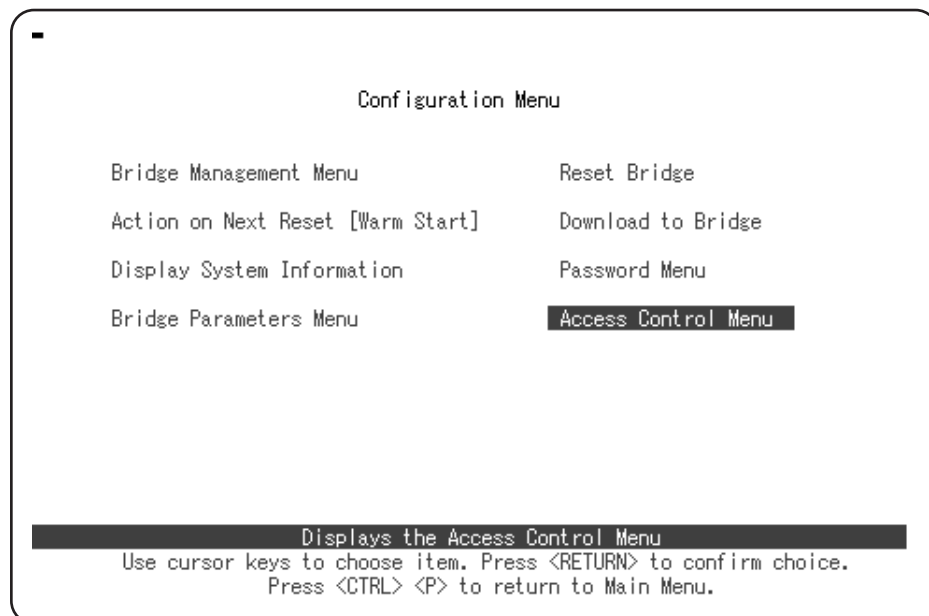 Configuration Menu
Bridge Management Menu Reset Bridge
Action on Next Reset [Warm Start] Download to Bridge
Display System Information Password Menu
Bridge Parameters Menu Access Control Menu
Displays the Access Control Menu
Use cursor keys to choose item. Press <RETURN> to confirm choice.
Press <CTRL> <P> to return to Main Menu.